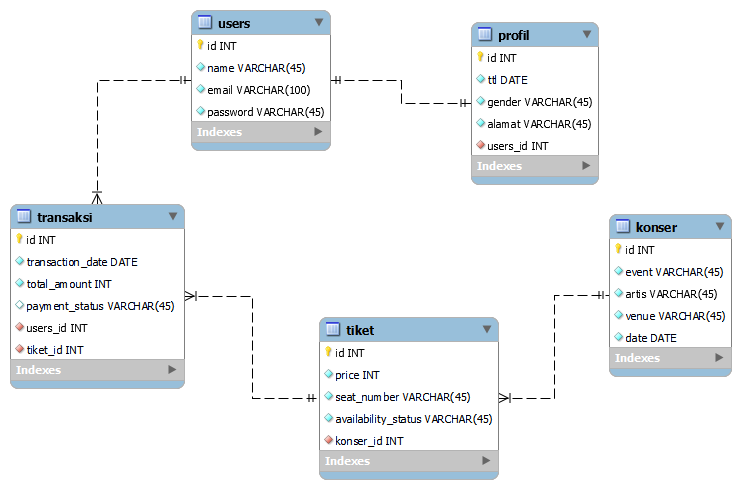 users
id INT
name VARCHAR(45)
email VARCHAR(100)
password VARCHAR(45)
Indexes
profil
id INT
ttl DATE
gender VARCHAR(45)
alamat VARCHAR(45)
users_id INT
Indexes
transaksi
id INT
transaction_date DATE
total_amount INT
payment_status VARCHAR(45)
users_id INT
tiket_id INT
Indexes
konser
id INT
event VARCHAR(45)
artis VARCHAR(45)
venue VARCHAR(45)
date DATE
Indexes
tiket
id INT
price INT
seat_number VARCHAR(45)
availability_status VARCHAR(45)
konser_id INT
Indexes